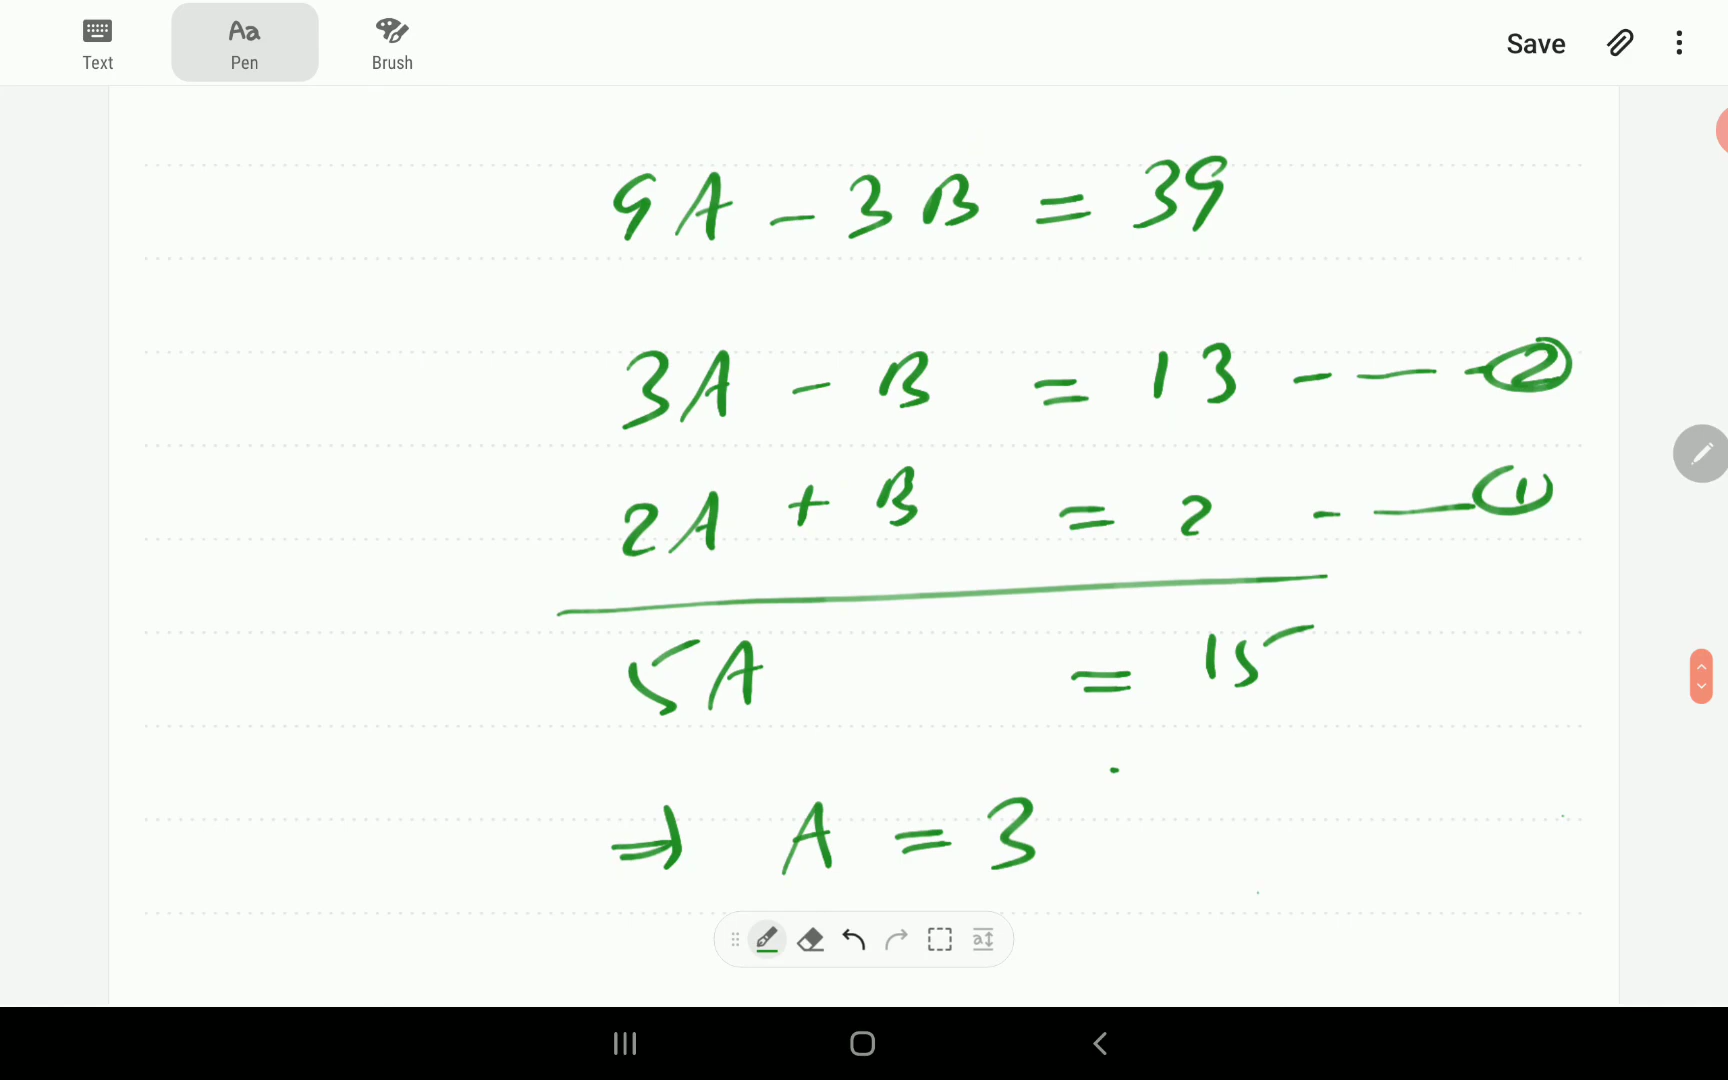 Text Pen Brush Save
9A - 3B = 39
3A - B = 13 - — - ②
2A + B = 2 - — ①
5A = 15
⇒ A = 3